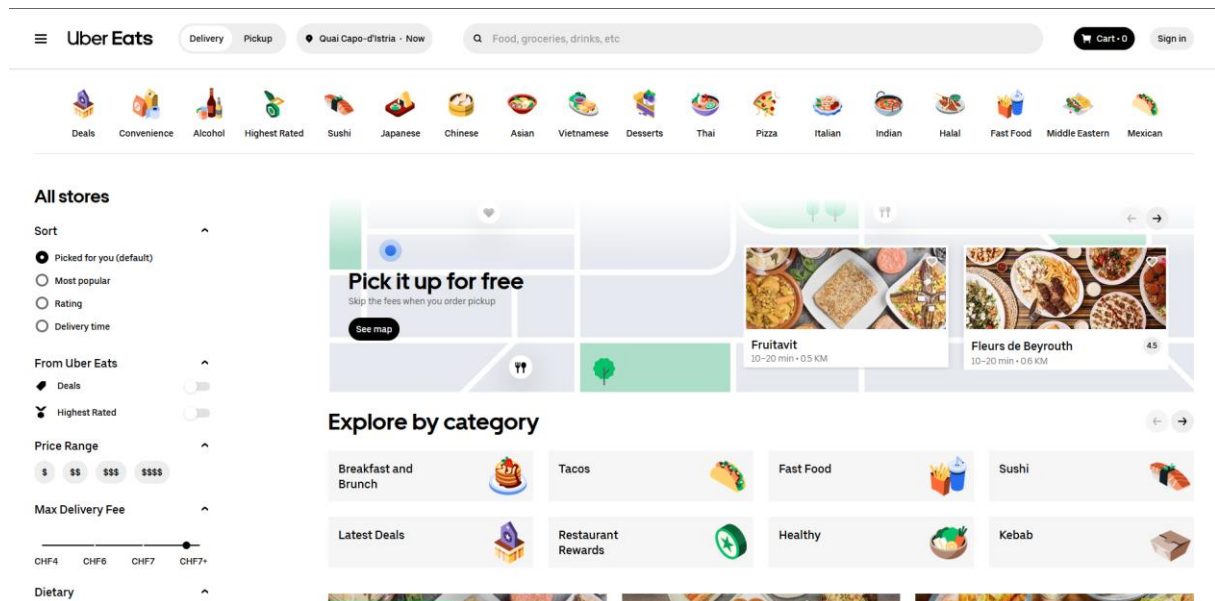 Uber Eats
Delivery Pickup
Quai Capo-d'Istria · Now
Food, groceries, drinks, etc
Cart • 0
Sign in
Deals
Convenience
Alcohol
Highest Rated
Sushi
Japanese
Chinese
Asian
Vietnamese
Desserts
Thai
Pizza
Italian
Indian
Halal
Fast Food
Middle Eastern
Mexican
All stores
Sort
Picked for you (default)
Most popular
Rating
Delivery time
From Uber Eats
Deals
Highest Rated
Price Range
$ $$ $$$ $$$$
Max Delivery Fee
CHF4 CHF6 CHF7 CHF7+
Dietary
Pick it up for free
Skip the fees when you order pickup
See map
Fruitavit
10–20 min • 0.5 KM
Fleurs de Beyrouth
4.5
10–20 min • 0.6 KM
Explore by category
Breakfast and
Brunch
Tacos
Fast Food
Sushi
Latest Deals
Restaurant
Rewards
Healthy
Kebab